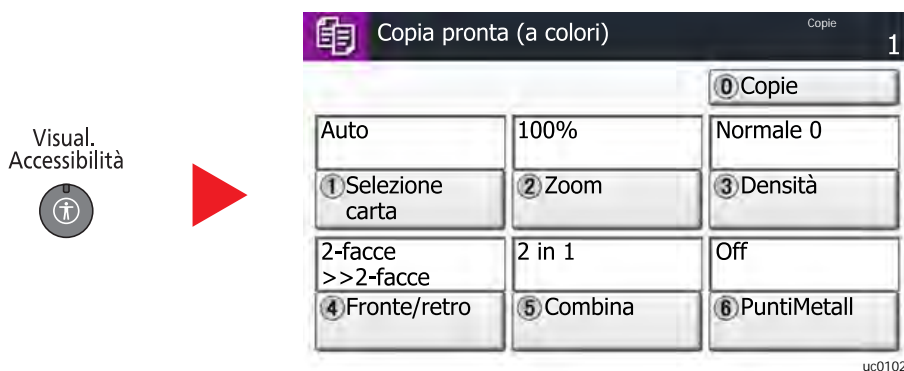 Visual.
Accessibilità
Copia pronta (a colori)
Copie
1
0 Copie
Auto
100%
Normale 0
1 Selezione
carta
2 Zoom
3 Densità
2-facce
>>2-facce
2 in 1
Off
4 Fronte/retro
5 Combina
6 PuntiMetall
uc0102